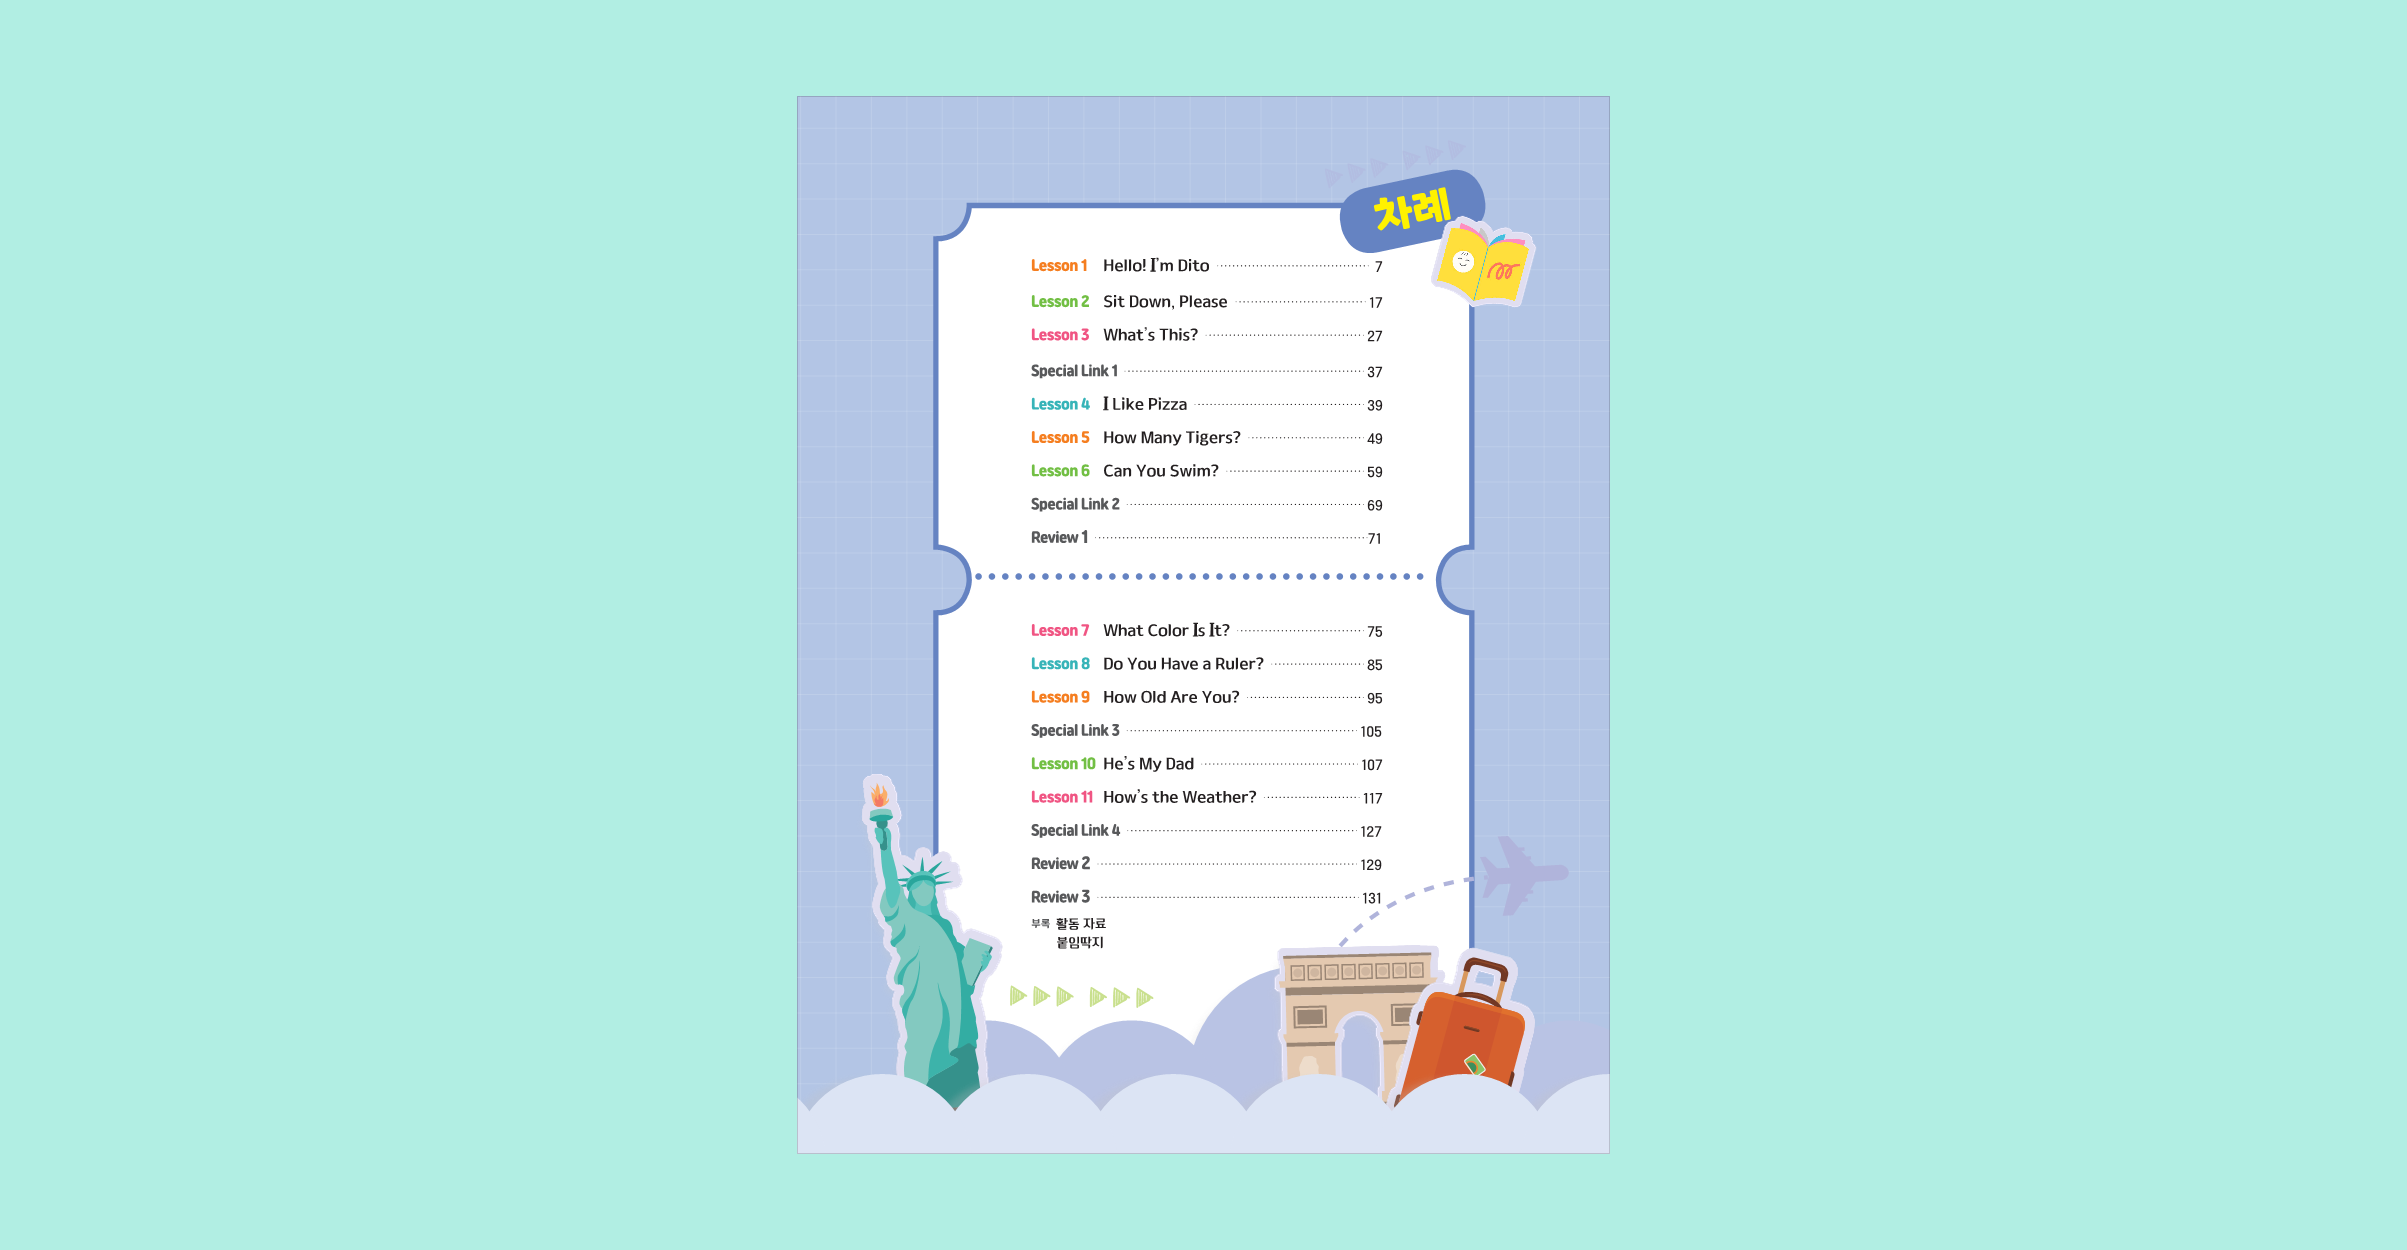 차례
Lesson 1 Hello! I'm Dito 7
Lesson 2 Sit Down, Please 17
Lesson 3 What's This? 27
Special Link 1 37
Lesson 4 I Like Pizza 39
Lesson 5 How Many Tigers? 49
Lesson 6 Can You Swim? 59
Special Link 2 69
Review 1 71
Lesson 7 What Color Is It? 75
Lesson 8 Do You Have a Ruler? 85
Lesson 9 How Old Are You? 95
Special Link 3 105
Lesson 10 He's My Dad 107
Lesson 11 How's the Weather? 117
Special Link 4 127
Review 2 129
Review 3 131
부록 활동 자료
붙임딱지